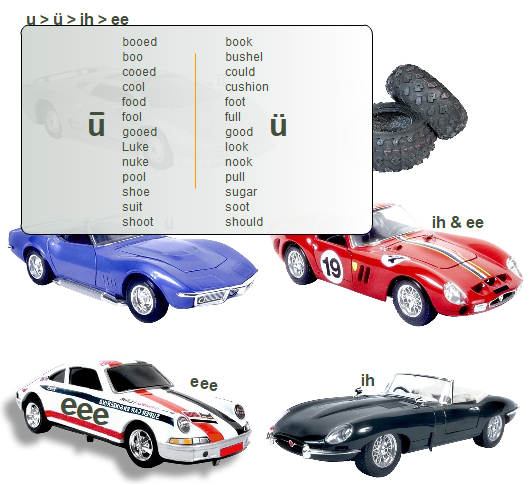 u > ü > ih > ee
booed book
boo bushel
cooed could
cool cushion
food foot
fool full
ū gooed good ü
Luke look
nuke nook
pool pull
shoe sugar
suit soot
shoot should
ih & ee
19
eee
eee
ih